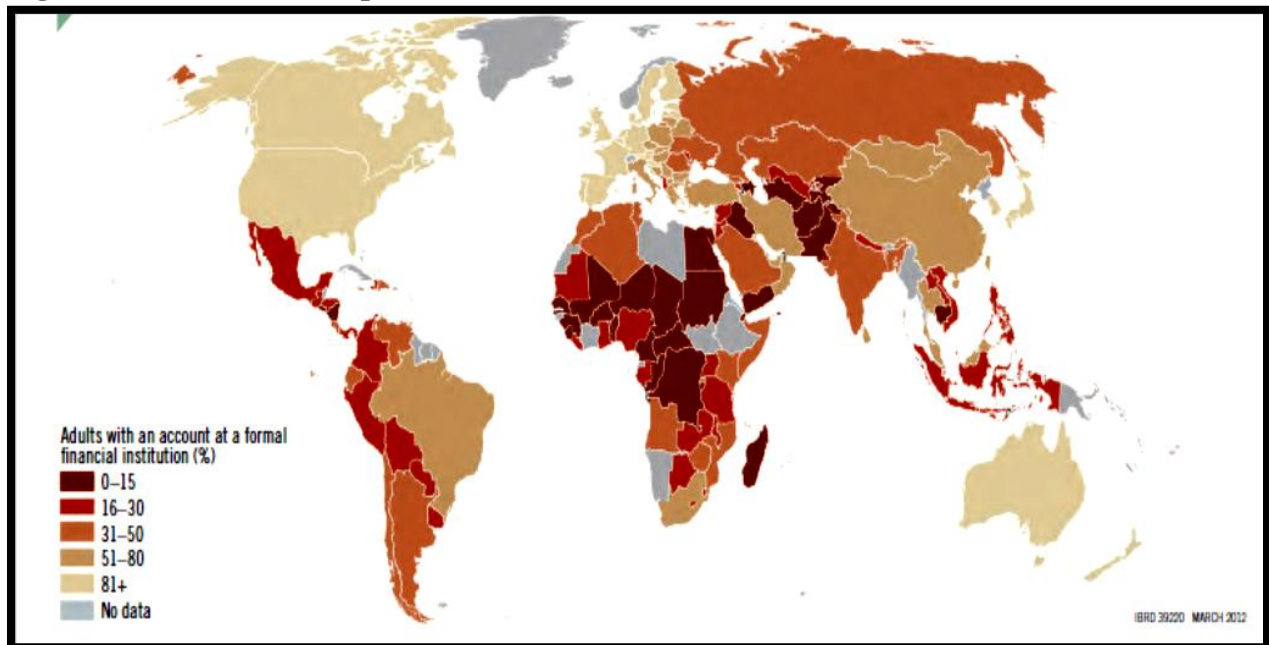 Adults with an account at a formal
financial institution (%)
0–15
16–30
31–50
51–80
81+
No data
IBRD 39220 MARCH 2012